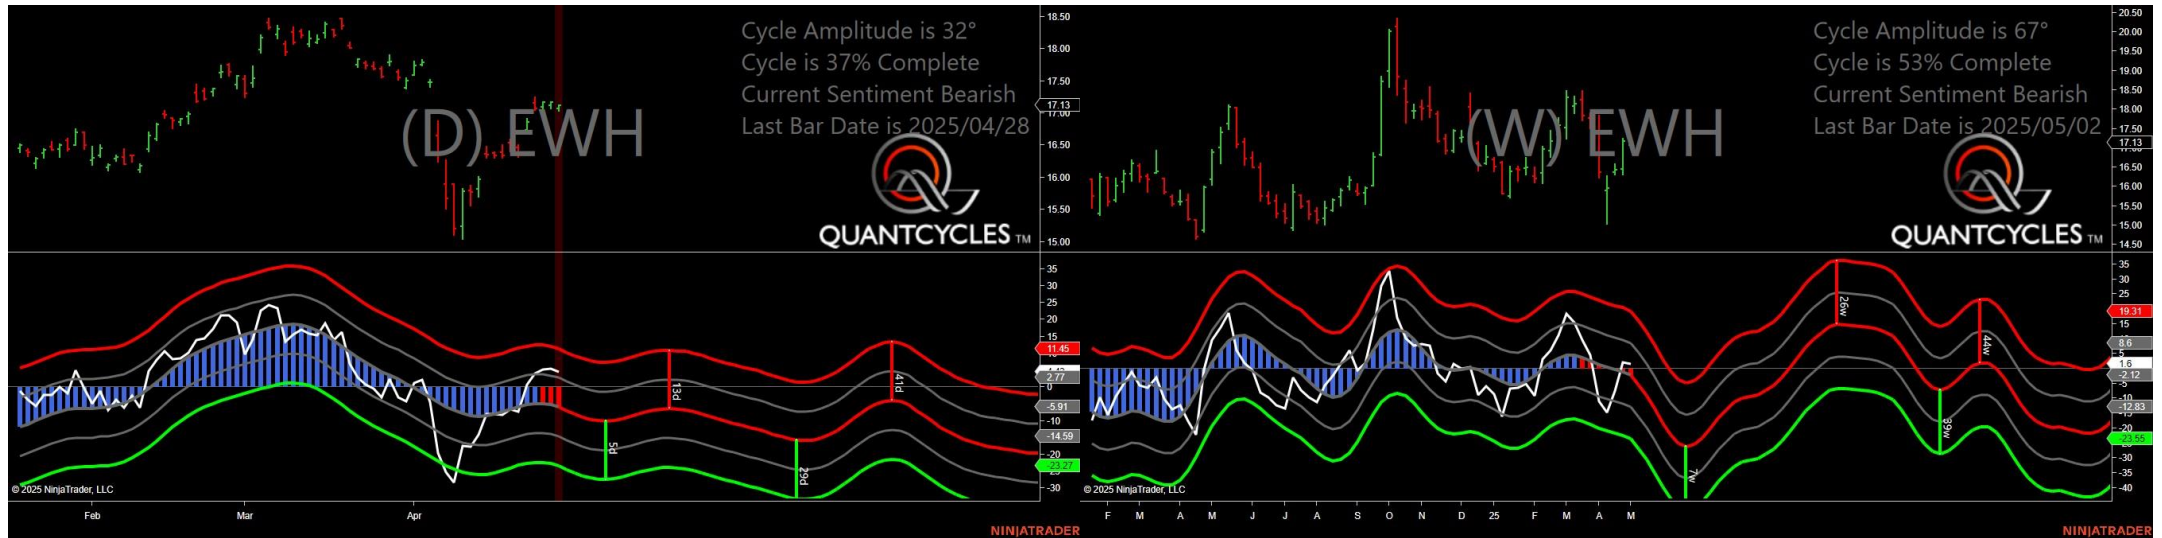 Cycle Amplitude is 32°
Cycle is 37% Complete
Current Sentiment Bearish
Last Bar Date is 2025/04/28
(D) EWH
QUANTCYCLES TM
18.50
18.00
17.50
17.13
17.00
16.50
16.00
15.50
15.00
35
30
25
20
15
11.45
2.77
0
-5.91
-10
-14.59
-20
-23.27
-30
13d
41d
5d
29d
© 2025 NinjaTrader, LLC
Feb
Mar
Apr
NINJATRADER
Cycle Amplitude is 67°
Cycle is 53% Complete
Current Sentiment Bearish
Last Bar Date is 2025/05/02
(W) EWH
QUANTCYCLES TM
20.50
20.00
19.50
19.00
18.50
18.00
17.50
17.13
16.50
16.00
15.50
15.00
14.50
35
30
25
19.31
15
8.6
5
1.6
-2.12
-12.83
-20
-23.55
-30
-35
-40
26w
44w
39w
7w
© 2025 NinjaTrader, LLC
F M A M J J A S O N D 25 F M A M
NINJATRADER